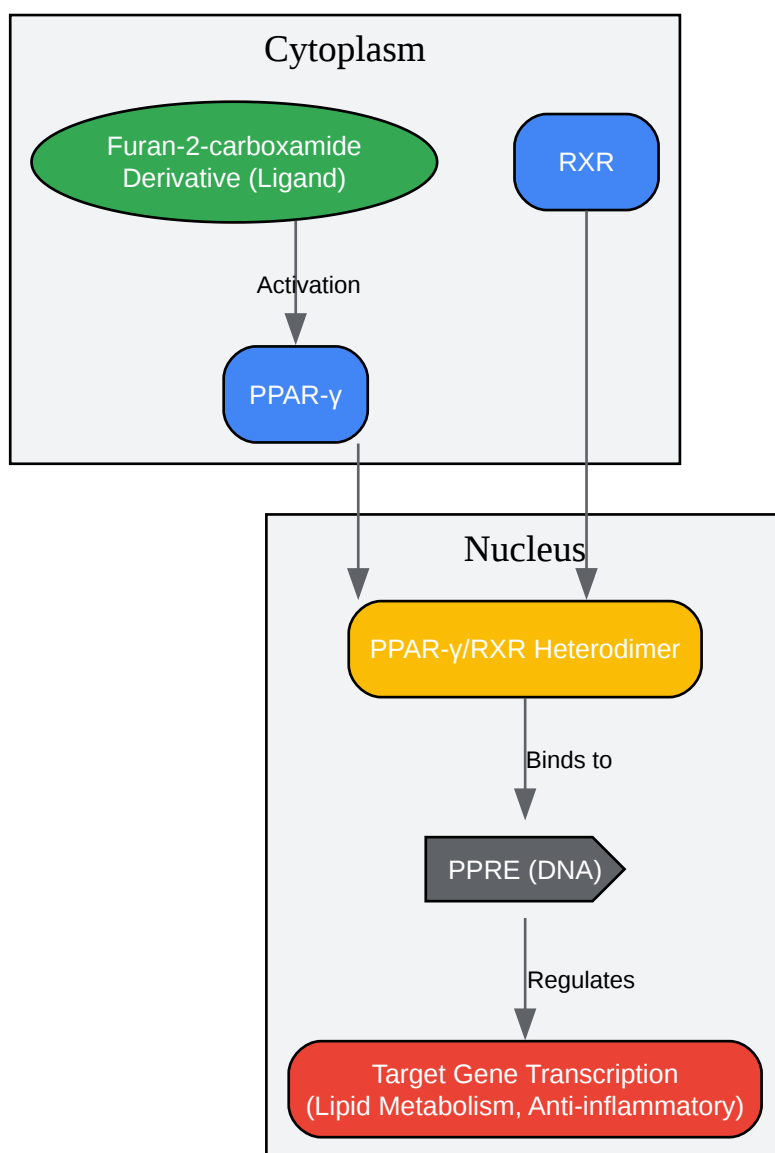 Cytoplasm
Furan-2-carboxamide
Derivative (Ligand)
RXR
Activation
PPAR-γ
Nucleus
PPAR-γ/RXR Heterodimer
Binds to
PPRE (DNA)
Regulates
Target Gene Transcription
(Lipid Metabolism, Anti-inflammatory)